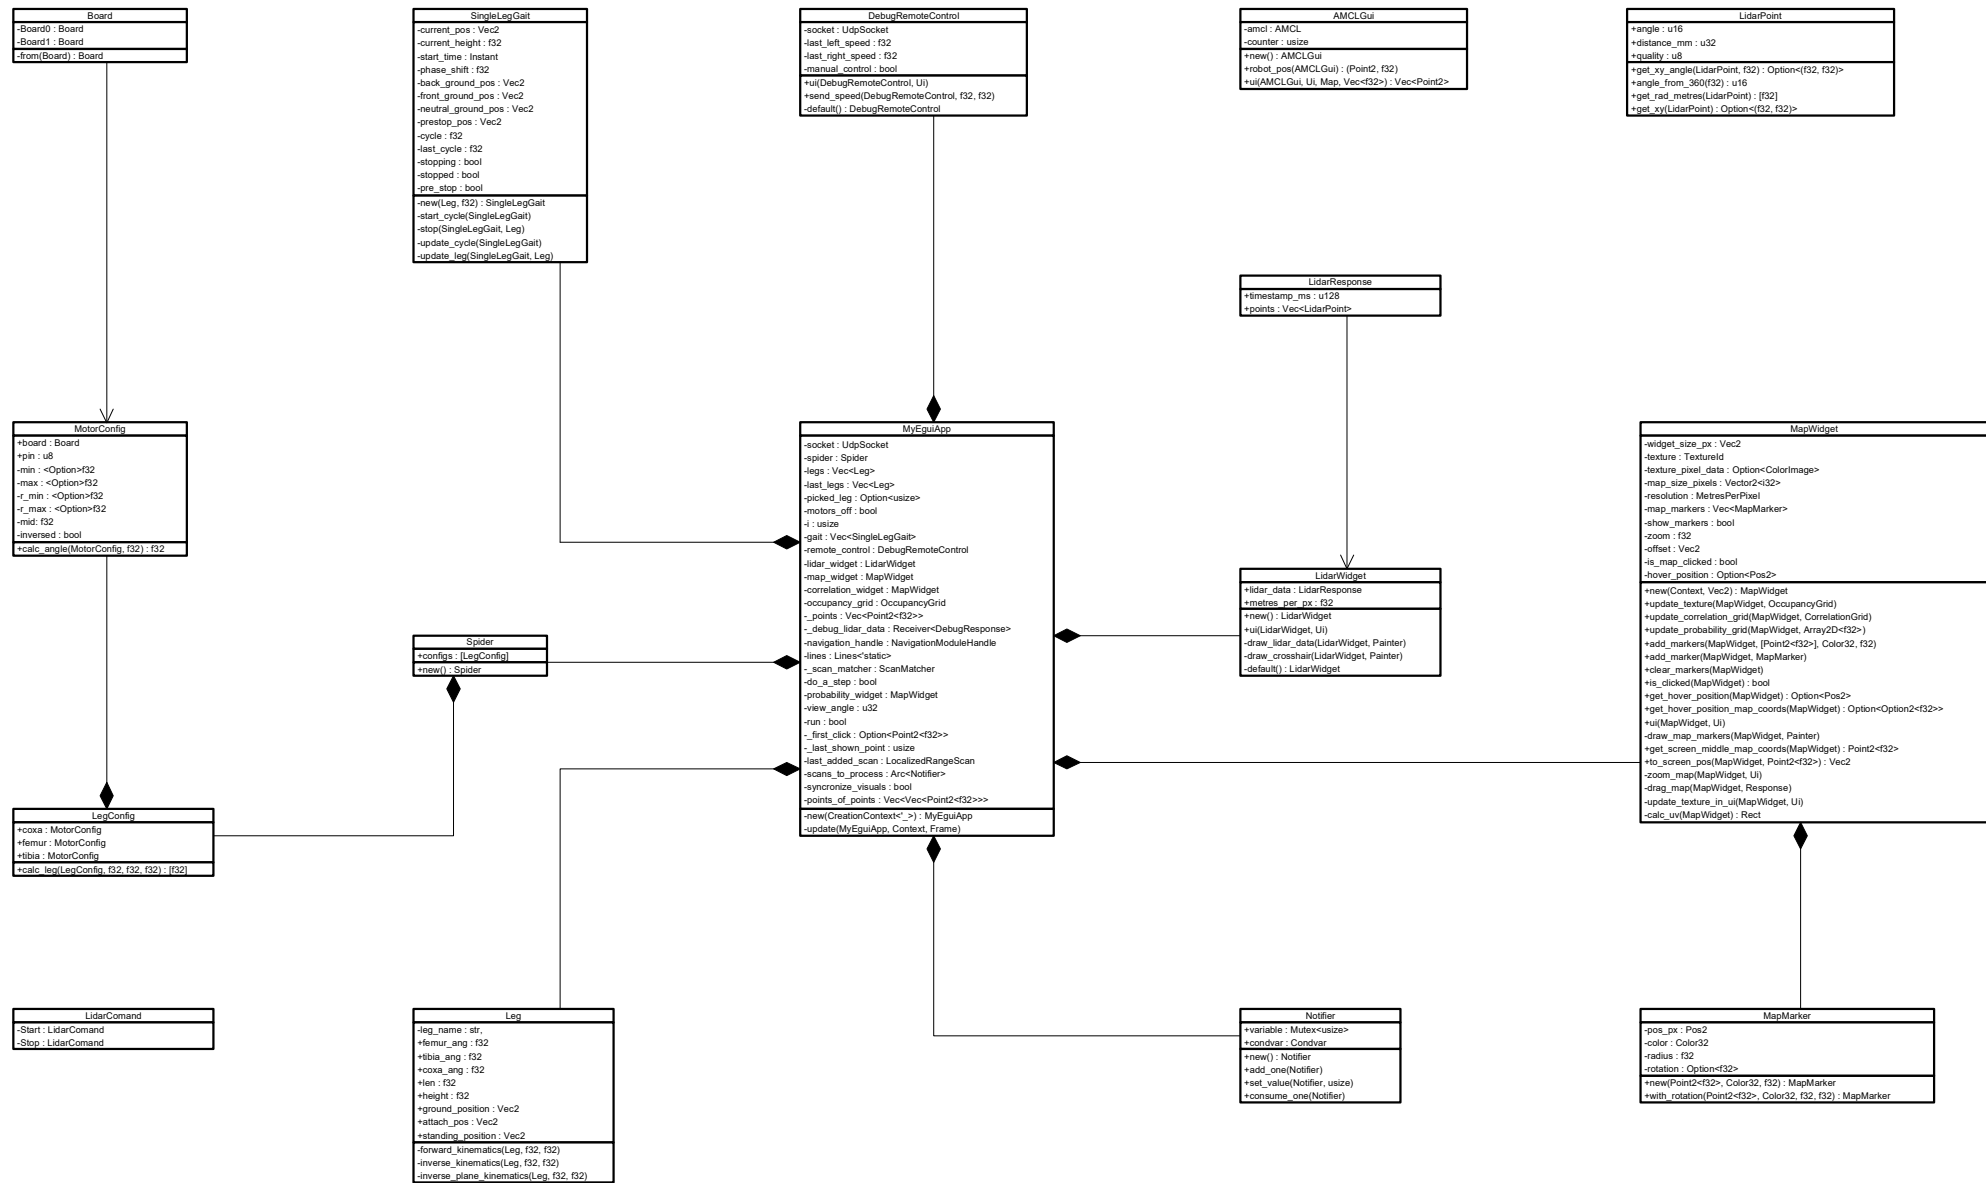 Board
-Board0 : Board
-Board1 : Board
-from(Board) : Board
SingleLegGait
-current_pos : Vec2
-current_height : f32
-start_time : Instant
-phase_shift : f32
-back_ground_pos : Vec2
-front_ground_pos : Vec2
-neutral_ground_pos : Vec2
-prestop_pos : Vec2
-cycle : f32
-last_cycle : f32
-stopping : bool
-stopped : bool
-pre_stop : bool
-new(Leg, f32) : SingleLegGait
-start_cycle(SingleLegGait)
-stop(SingleLegGait, Leg)
-update_cycle(SingleLegGait)
-update_leg(SingleLegGait, Leg)
DebugRemoteControl
-socket : UdpSocket
-last_left_speed : f32
-last_right_speed : f32
-manual_control : bool
+ui(DebugRemoteControl, Ui)
+send_speed(DebugRemoteControl, f32, f32)
-default() : DebugRemoteControl
AMCLGui
-amcl : AMCL
-counter : usize
+new() : AMCLGui
+robot_pos(AMCLGui) : (Point2, f32)
+ui(AMCLGui, Ui, Map, Vec<f32>) : Vec<Point2>
LidarPoint
+angle : u16
+distance_mm : u32
+quality : u8
+get_xy_angle(LidarPoint, f32) : Option<(f32, f32)>
+angle_from_360(f32) : u16
+get_rad_metres(LidarPoint) : [f32]
+get_xy(LidarPoint) : Option<(f32, f32)>
LidarResponse
+timestamp_ms : u128
+points : Vec<LidarPoint>
MotorConfig
+board : Board
+pin : u8
-min : <Option>f32
-max : <Option>f32
-r_min : <Option>f32
-r_max : <Option>f32
-mid: f32
-inversed : bool
+calc_angle(MotorConfig, f32) : f32
MyEguiApp
-socket : UdpSocket
-spider : Spider
-legs : Vec<Leg>
-last_legs : Vec<Leg>
-picked_leg : Option<usize>
-motors_off : bool
-i : usize
-gait : Vec<SingleLegGait>
-remote_control : DebugRemoteControl
-lidar_widget : LidarWidget
-map_widget : MapWidget
-correlation_widget : MapWidget
-occupancy_grid : OccupancyGrid
-_points : Vec<Point2<f32>>
-_debug_lidar_data : Receiver<DebugResponse>
-navigation_handle : NavigationModuleHandle
-lines : Lines<'static>
-_scan_matcher : ScanMatcher
-do_a_step : bool
-probability_widget : MapWidget
-view_angle : u32
-run : bool
-_first_click : Option<Point2<f32>>
-_last_shown_point : usize
-last_added_scan : LocalizedRangeScan
-scans_to_process : Arc<Notifier>
-syncronize_visuals : bool
-points_of_points : Vec<Vec<Point2<f32>>>
-new(CreationContext<'_>) : MyEguiApp
-update(MyEguiApp, Context, Frame)
MapWidget
-widget_size_px : Vec2
-texture : TextureId
-texture_pixel_data : Option<ColorImage>
-map_size_pixels : Vector2<i32>
-resolution : MetresPerPixel
-map_markers : Vec<MapMarker>
-show_markers : bool
-zoom : f32
-offset : Vec2
-is_map_clicked : bool
-hover_position : Option<Pos2>
+new(Context, Vec2) : MapWidget
+update_texture(MapWidget, OccupancyGrid)
+update_correlation_grid(MapWidget, CorrelationGrid)
+update_probability_grid(MapWidget, Array2D<f32>)
+add_markers(MapWidget, [Point2<f32>], Color32, f32)
+add_marker(MapWidget, MapMarker)
+clear_markers(MapWidget)
+is_clicked(MapWidget) : bool
+get_hover_position(MapWidget) : Option<Pos2>
+get_hover_position_map_coords(MapWidget) : Option<Option2<f32>>
+ui(MapWidget, Ui)
-draw_map_markers(MapWidget, Painter)
+get_screen_middle_map_coords(MapWidget) : Point2<f32>
+to_screen_pos(MapWidget, Point2<f32>) : Vec2
-zoom_map(MapWidget, Ui)
-drag_map(MapWidget, Response)
-update_texture_in_ui(MapWidget, Ui)
-calc_uv(MapWidget) : Rect
LidarWidget
+lidar_data : LidarResponse
+metres_per_px : f32
+new() : LidarWidget
+ui(LidarWidget, Ui)
-draw_lidar_data(LidarWidget, Painter)
-draw_crosshair(LidarWidget, Painter)
-default() : LidarWidget
Spider
+configs : [LegConfig]
+new() : Spider
LegConfig
+coxa : MotorConfig
+femur : MotorConfig
+tibia : MotorConfig
+calc_leg(LegConfig, f32, f32, f32) : [f32]
LidarComand
-Start : LidarComand
-Stop : LidarComand
Leg
-leg_name : str,
+femur_ang : f32
+tibia_ang : f32
+coxa_ang : f32
+len : f32
+height : f32
+ground_position : Vec2
+attach_pos : Vec2
+standing_position : Vec2
-forward_kinematics(Leg, f32, f32)
-inverse_kinematics(Leg, f32, f32)
-inverse_plane_kinematics(Leg, f32, f32)
Notifier
+variable : Mutex<usize>
+condvar : Condvar
+new() : Notifier
+add_one(Notifier)
+set_value(Notifier, usize)
+consume_one(Notifier)
MapMarker
-pos_px : Pos2
-color : Color32
-radius : f32
-rotation : Option<f32>
+new(Point2<f32>, Color32, f32) : MapMarker
+with_rotation(Point2<f32>, Color32, f32, f32) : MapMarker